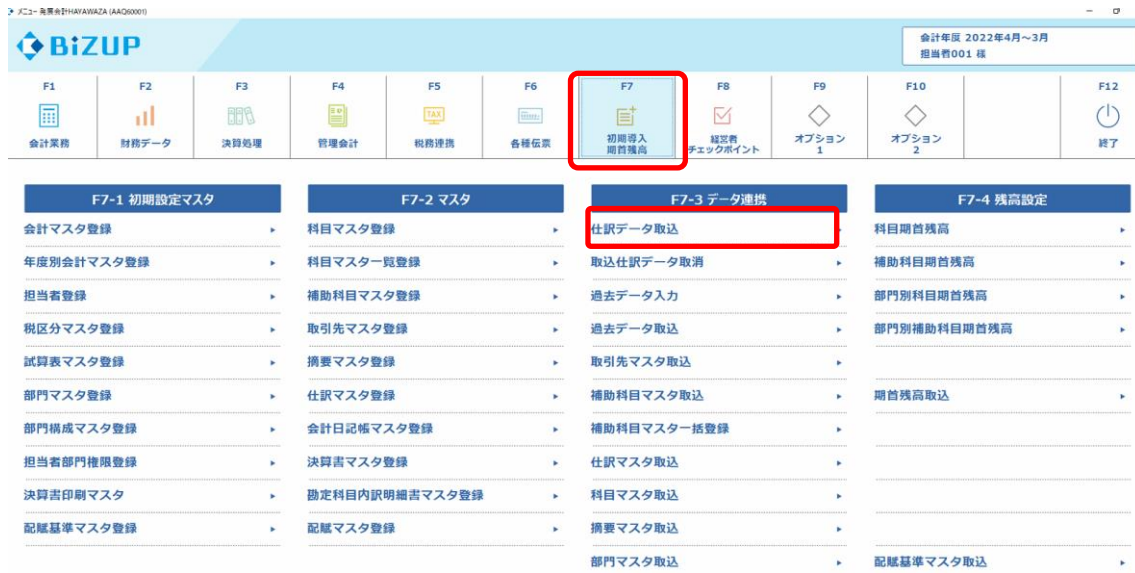 メニュー 発展会計HAYAWAZA (AAQ60001)
BiZUP
会計年度 2022年4月～3月
担当者001 様
F1
F2
F3
F4
F5
F6
F7
F8
F9
F10
F12
TAX
会計業務
財務データ
決算処理
管理会計
税務連携
各種伝票
初期導入
期首残高
経営者
チェックポイント
オプション
1
オプション
2
終了
F7-1 初期設定マスタ
会計マスタ登録
年度別会計マスタ登録
担当者登録
税区分マスタ登録
試算表マスタ登録
部門マスタ登録
部門構成マスタ登録
担当者部門権限登録
決算書印刷マスタ
配賦基準マスタ登録
F7-2 マスタ
科目マスタ登録
科目マスター覧登録
補助科目マスタ登録
取引先マスタ登録
摘要マスタ登録
仕訳マスタ登録
会計日記帳マスタ登録
決算書マスタ登録
勘定科目内訳明細書マスタ登録
配賦マスタ登録
F7-3 データ連携
仕訳データ取込
取込仕訳データ取消
過去データ入力
過去データ取込
取引先マスタ取込
補助科目マスタ取込
補助科目マスター括登録
仕訳マスタ取込
科目マスタ取込
摘要マスタ取込
部門マスタ取込
F7-4 残高設定
科目期首残高
補助科目期首残高
部門別科目期首残高
部門別補助科目期首残高
期首残高取込
配賦基準マスタ取込